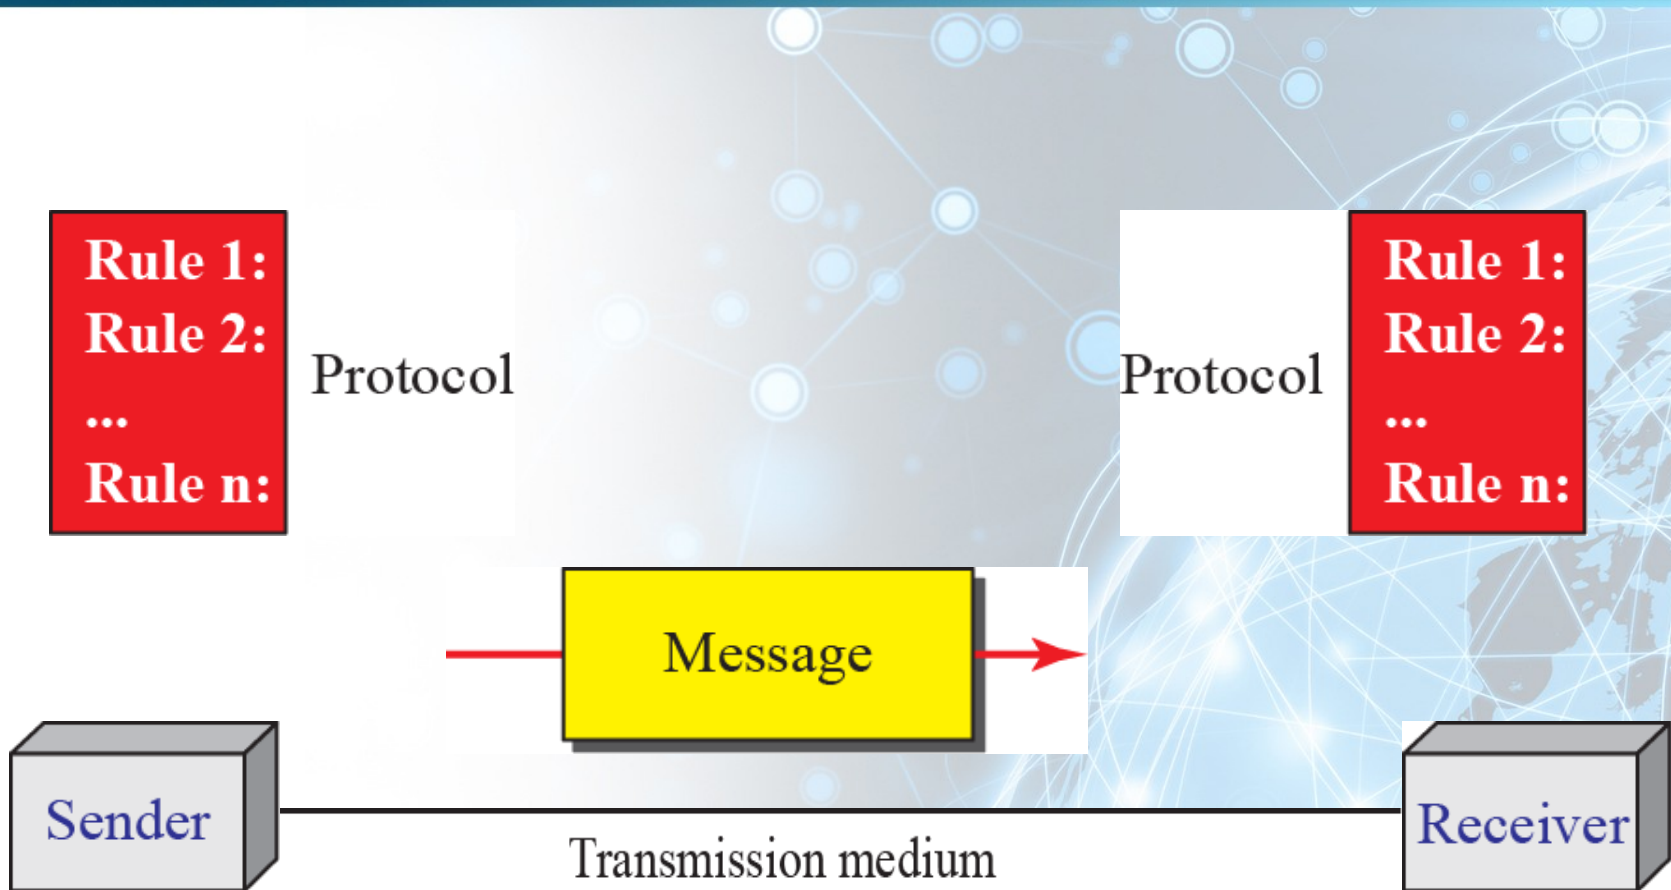 Rule 1:
Rule 2:
...
Rule n:
Protocol
Protocol
Rule 1:
Rule 2:
...
Rule n:
Message
Sender
Transmission medium
Receiver